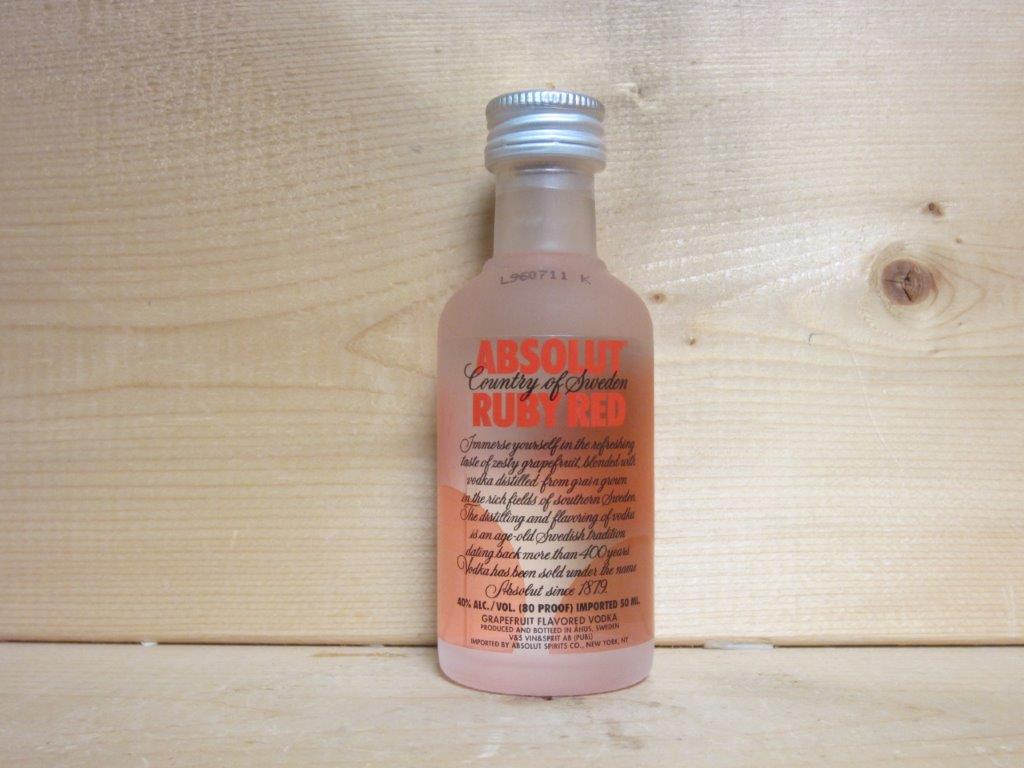 L960711 K
ABSOLUT
Country of Sweden
RUBY RED
Immerse yourself in the refreshing
taste of zesty grapefruit, blended with
vodka distilled from grain grown
in the rich fields of southern Sweden.
The distilling and flavoring of vodka
is an age-old Swedish tradition
dating back more than 400 years.
Vodka has been sold under the name
Absolut since 1879.
40% ALC./VOL. (80 PROOF) IMPORTED 50 ML.
GRAPEFRUIT FLAVORED VODKA
PRODUCED AND BOTTLED IN ÅHUS, SWEDEN
V&S VIN&SPRIT AB (PUBL)
IMPORTED BY ABSOLUT SPIRITS CO., NEW YORK, NY